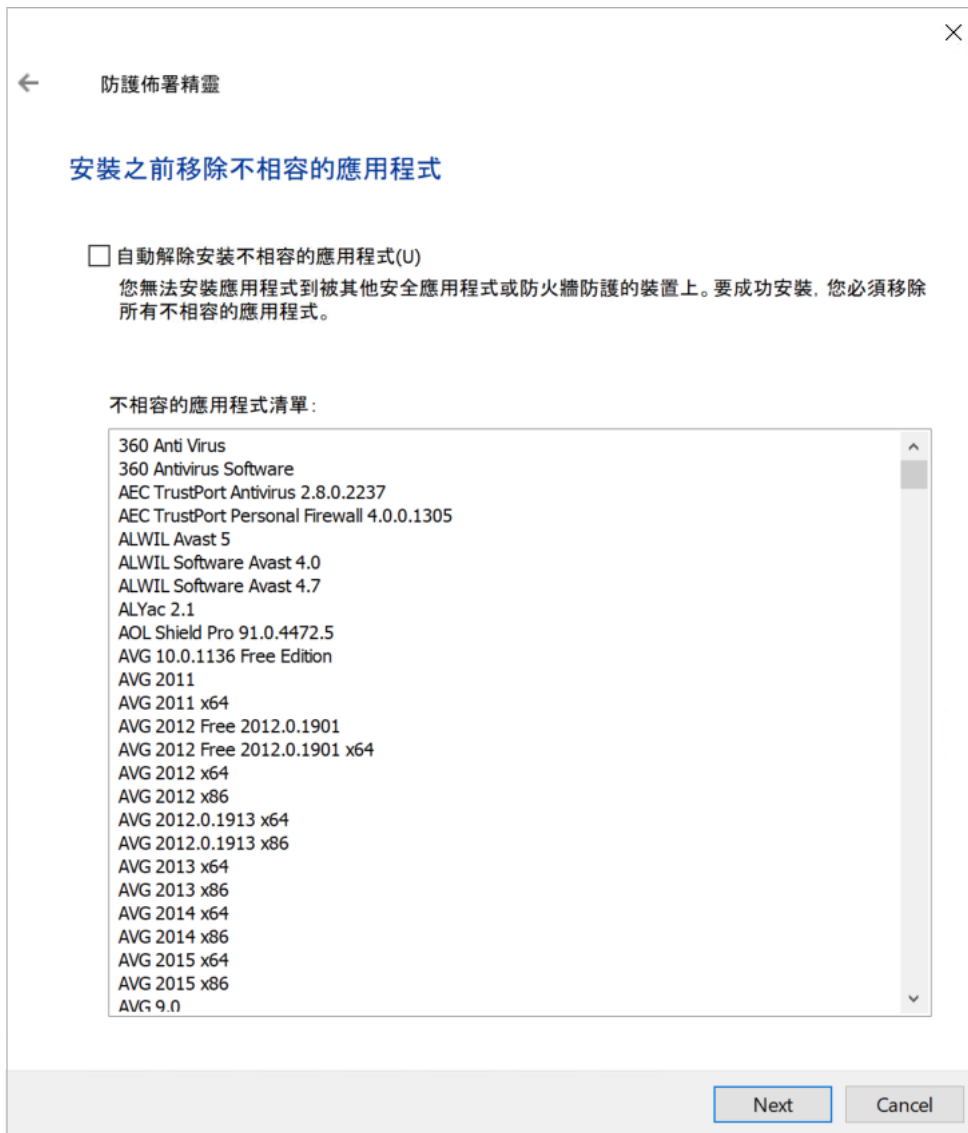 防護佈署精靈
安裝之前移除不相容的應用程式
自動解除安裝不相容的應用程式(U)
您無法安裝應用程式到被其他安全應用程式或防火牆防護的裝置上。要成功安裝, 您必須移除
所有不相容的應用程式。
不相容的應用程式清單:
360 Anti Virus
360 Antivirus Software
AEC TrustPort Antivirus 2.8.0.2237
AEC TrustPort Personal Firewall 4.0.0.1305
ALWIL Avast 5
ALWIL Software Avast 4.0
ALWIL Software Avast 4.7
ALYac 2.1
AOL Shield Pro 91.0.4472.5
AVG 10.0.1136 Free Edition
AVG 2011
AVG 2011 x64
AVG 2012 Free 2012.0.1901
AVG 2012 Free 2012.0.1901 x64
AVG 2012 x64
AVG 2012 x86
AVG 2012.0.1913 x64
AVG 2012.0.1913 x86
AVG 2013 x64
AVG 2013 x86
AVG 2014 x64
AVG 2014 x86
AVG 2015 x64
AVG 2015 x86
AVG 9.0
Next
Cancel